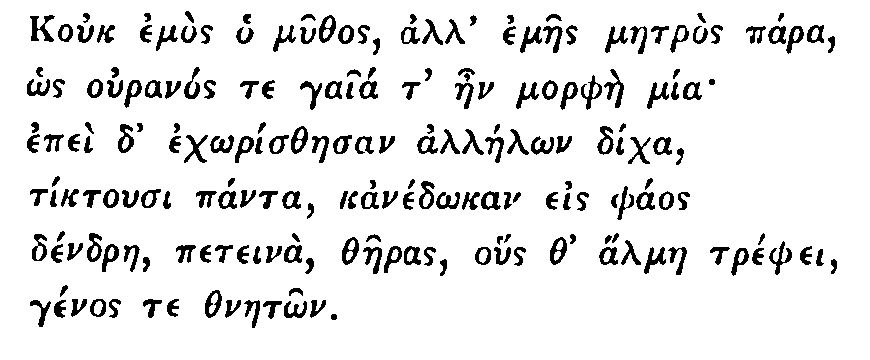 Κοὐκ ἐμὸς ὁ μῦθος, ἀλλ’ ἐμῆς μητρὸς πάρα,
ὡς οὐρανός τε γαῖά τ’ ἦν μορφὴ μία·
ἐπεὶ δ’ ἐχωρίσθησαν ἀλλήλων δίχα,
τίκτουσι πάντα, κἀνέδωκαν εἰς φάος
δένδρη, πετεινὰ, θῆρας, οὕς θ’ ἅλμη τρέφει,
γένος τε θνητῶν.